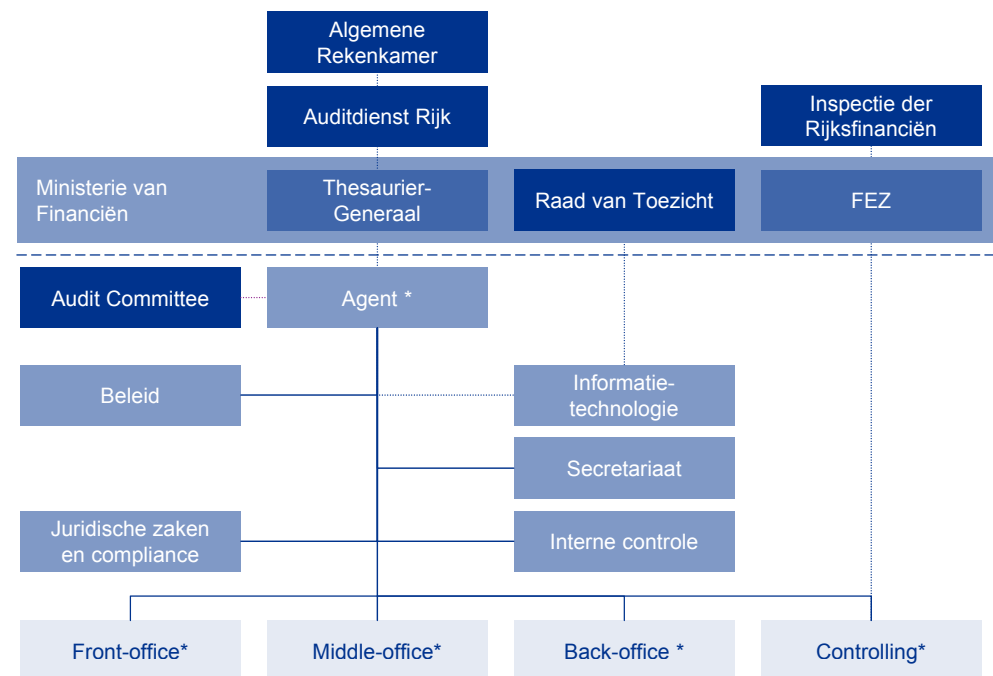 Algemene
Rekenkamer
Auditdienst Rijk
Inspectie der
Rijksfinanciën
Ministerie van
Financiën
Thesaurier-
Generaal
Raad van Toezicht
FEZ
Audit Committee
Agent *
Beleid
Informatie-
technologie
Secretariaat
Juridische zaken
en compliance
Interne controle
Front-office*
Middle-office*
Back-office *
Controlling*